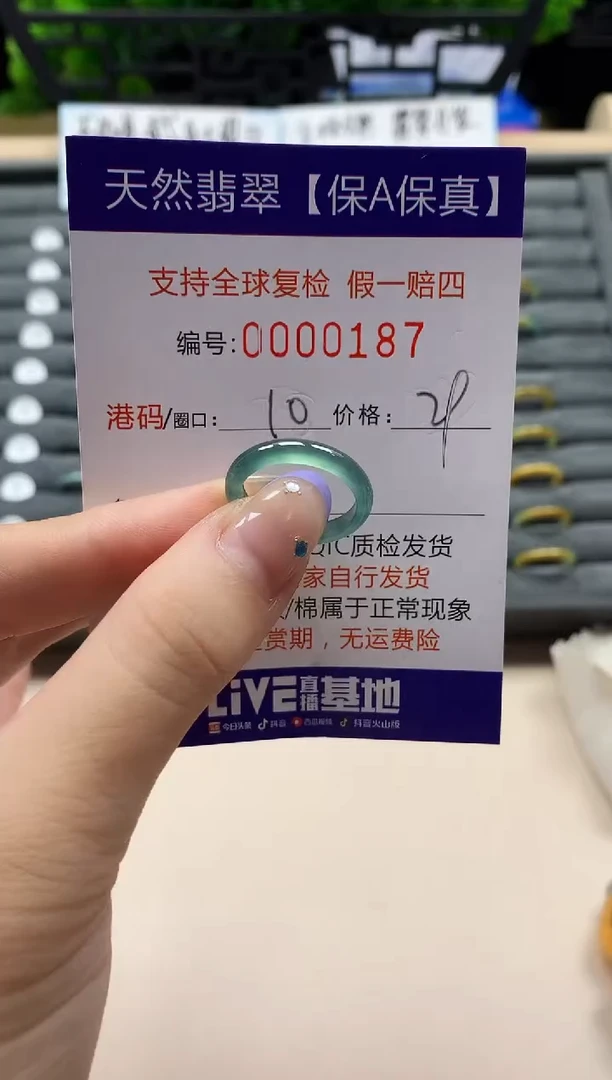 天然翡翠【保A保真】
支持全球复检 假一赔四
编号:0000187
港码/圈口: 10 价格:
QIC质检发货
家自行发货
/棉属于正常现象
赏期，无运费险
LiVE直播基地
今日头条 抖音 西瓜视频 抖音火山版